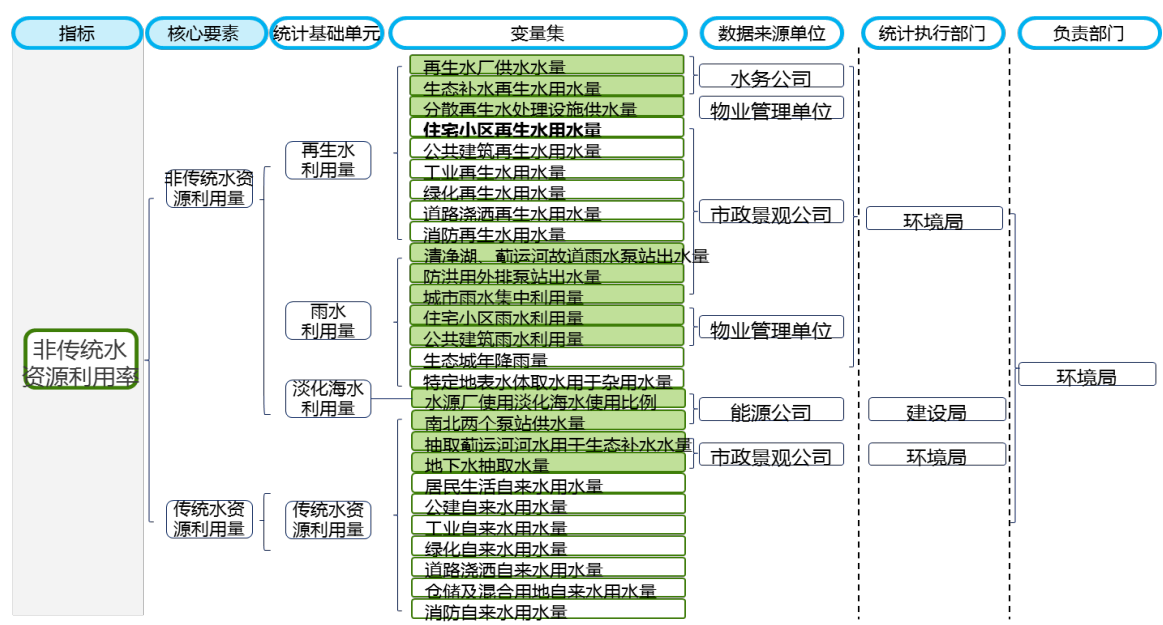 指标
核心要素
统计基础单元
变量集
数据来源单位
统计执行部门
负责部门
非传统水
资源利用率
非传统水资
源利用量
传统水资
源利用量
再生水
利用量
雨水
利用量
淡化海水
利用量
传统水资
源利用量
再生水厂供水水量
生态补水再生水用水量
分散再生水处理设施供水量
住宅小区再生水用水量
公共建筑再生水用水量
工业再生水用水量
绿化再生水用水量
道路浇洒再生水用水量
消防再生水用水量
清净湖、蓟运河故道雨水泵站出水量
防洪用外排泵站出水量
城市雨水集中利用量
住宅小区雨水利用量
公共建筑雨水利用量
生态城年降雨量
特定地表水体取水用于杂用水量
水源厂使用淡化海水使用比例
南北两个泵站供水量
抽取蓟运河河水用于生态补水水量
地下水抽取水量
居民生活自来水用水量
公建自来水用水量
工业自来水用水量
绿化自来水用水量
道路浇洒自来水用水量
仓储及混合用地自来水用水量
消防自来水用水量
水务公司
物业管理单位
市政景观公司
物业管理单位
能源公司
市政景观公司
环境局
建设局
环境局
环境局